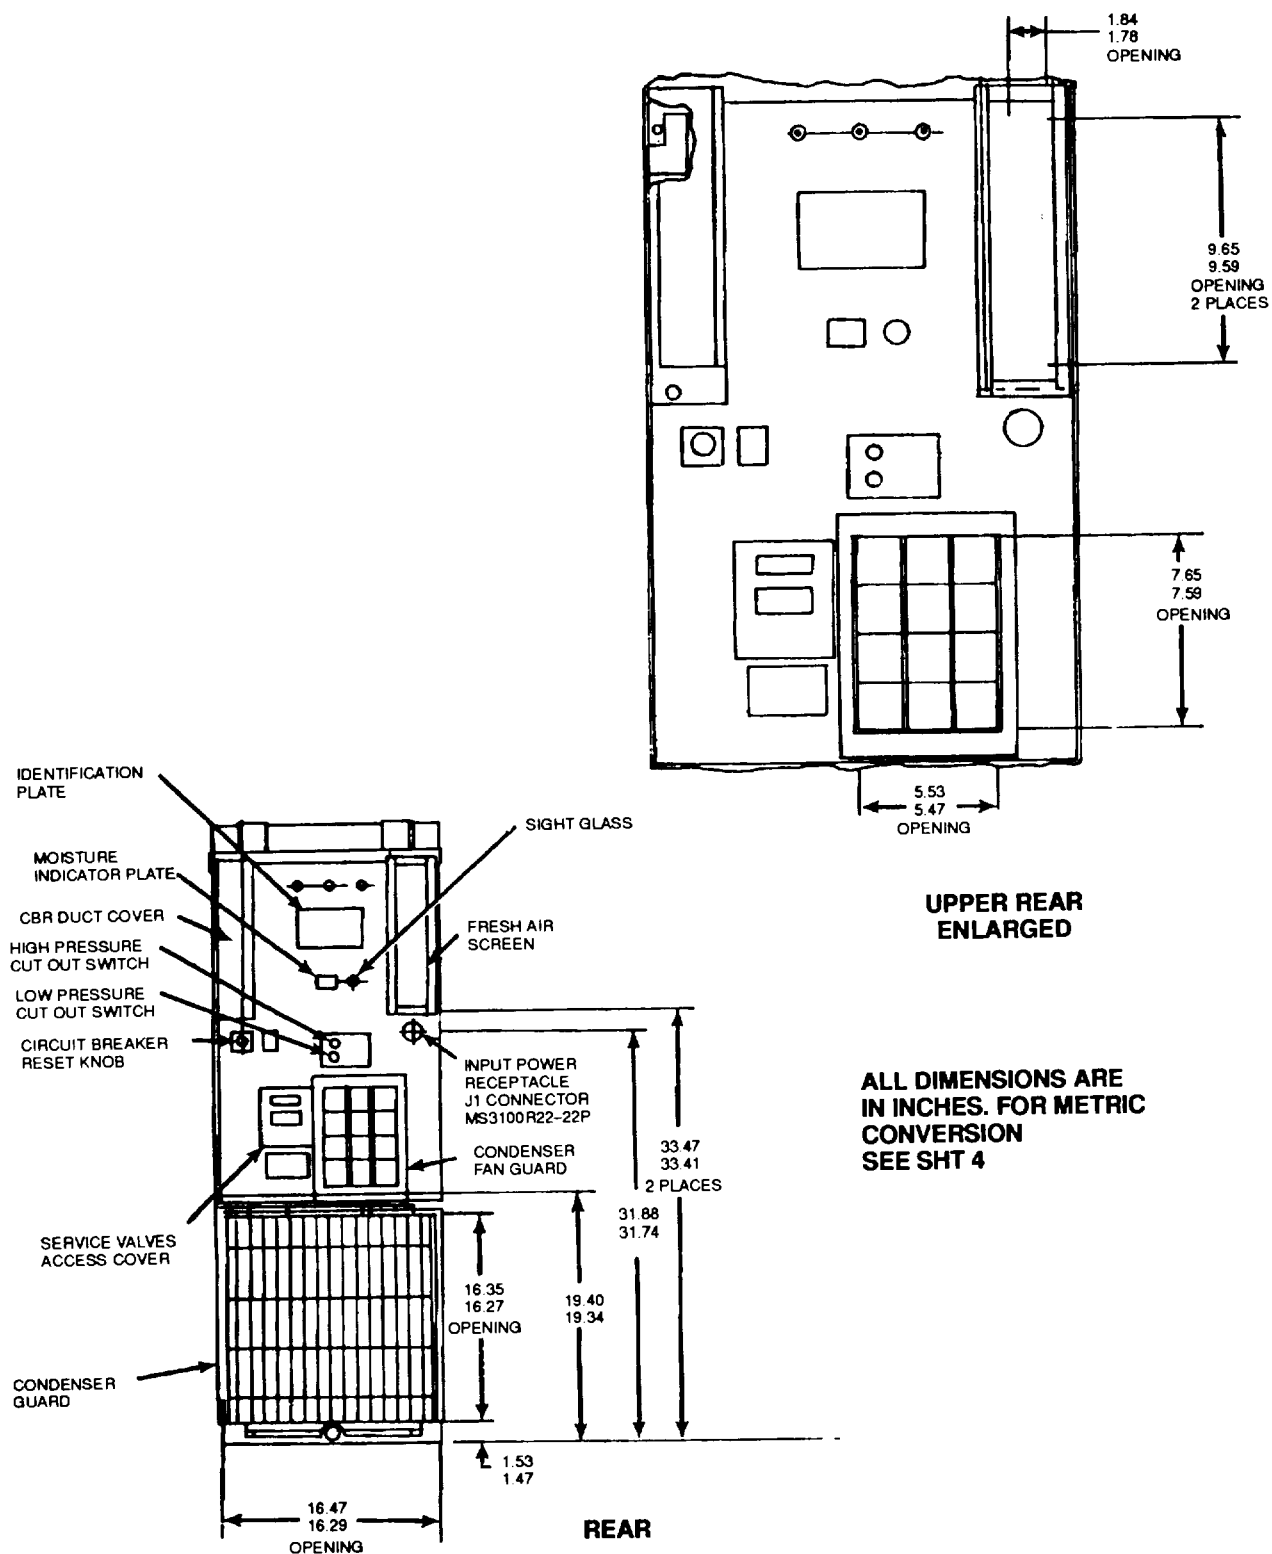 1.84
1.78
OPENING
9.65
9.59
OPENING
2 PLACES
7.65
7.59
OPENING
5.53
5.47
OPENING
UPPER REAR
ENLARGED
IDENTIFICATION
PLATE
MOISTURE
INDICATOR PLATE
CBR DUCT COVER
HIGH PRESSURE
CUT OUT SWITCH
LOW PRESSURE
CUT OUT SWITCH
CIRCUIT BREAKER
RESET KNOB
SERVICE VALVES
ACCESS COVER
CONDENSER
GUARD
SIGHT GLASS
FRESH AIR
SCREEN
INPUT POWER
RECEPTACLE
J1 CONNECTOR
MS3100R22-22P
CONDENSER
FAN GUARD
33.47
33.41
2 PLACES
31.88
31.74
19.40
19.34
16.35
16.27
OPENING
1.53
1.47
16.47
16.29
OPENING
REAR
ALL DIMENSIONS ARE
IN INCHES. FOR METRIC
CONVERSION
SEE SHT 4